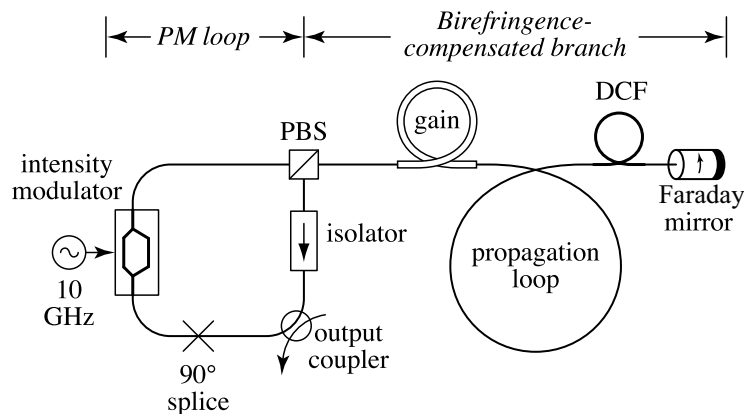 PM loop
Birefringence-
compensated branch
DCF
gain
PBS
intensity
modulator
Faraday
mirror
isolator
propagation
loop
10
GHz
output
coupler
90°
splice